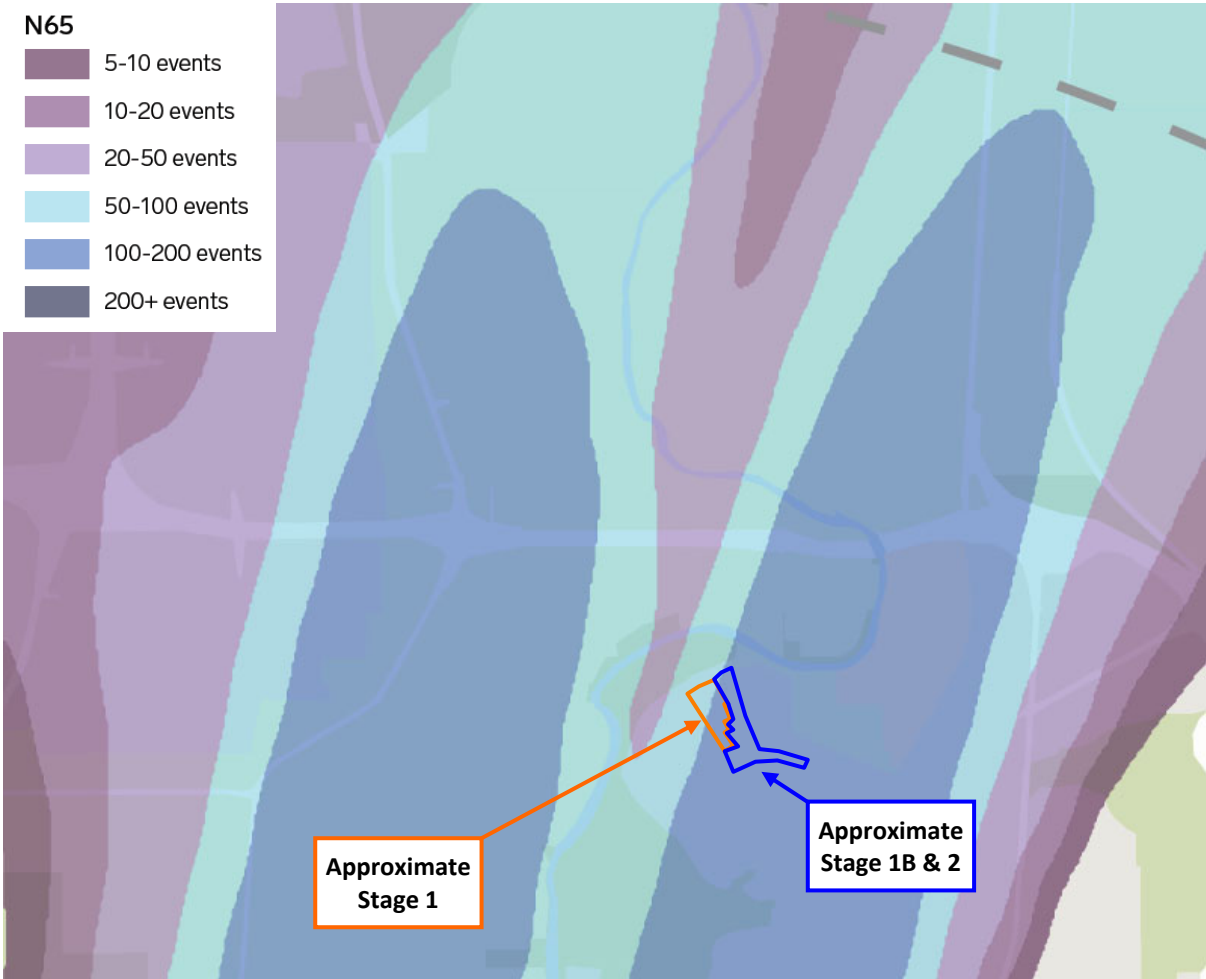 N65
5-10 events
10-20 events
20-50 events
50-100 events
100-200 events
200+ events
Approximate
Stage 1
Approximate
Stage 1B & 2